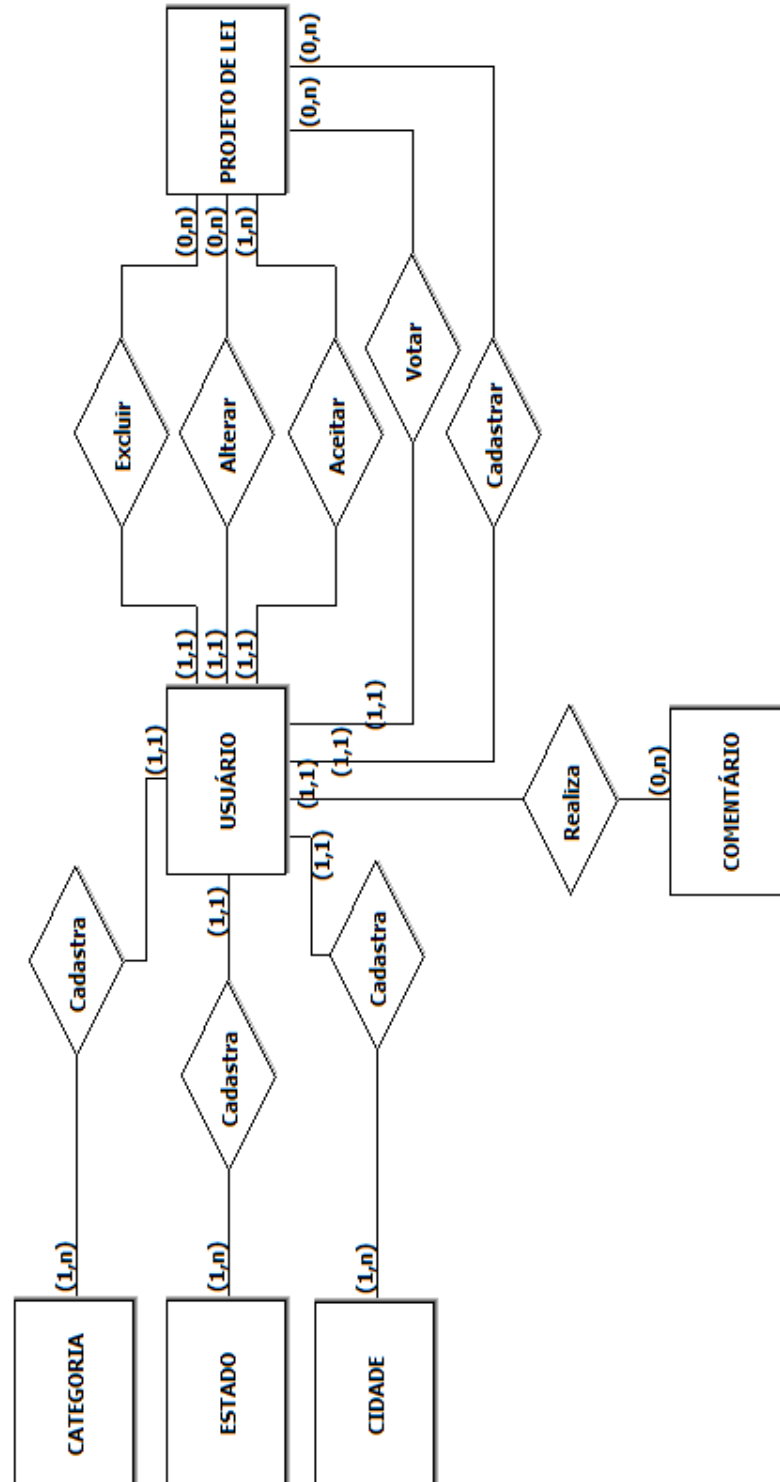 (1,n)
CATEGORIA
Cadastra
Excluir
(1,1)
(1,1)
(0,n)
(1,n)
(1,1)
(1,1)
(0,n)
ESTADO
Cadastra
USUÁRIO
Alterar
PROJETO DE LEI
(1,1)
(1,n)
(1,1)
(0,n)
(0,n)
(1,1)
Aceitar
(1,1)
(1,n)
(1,1)
CIDADE
Cadastra
Votar
Cadastrar
Realiza
(0,n)
COMENTÁRIO